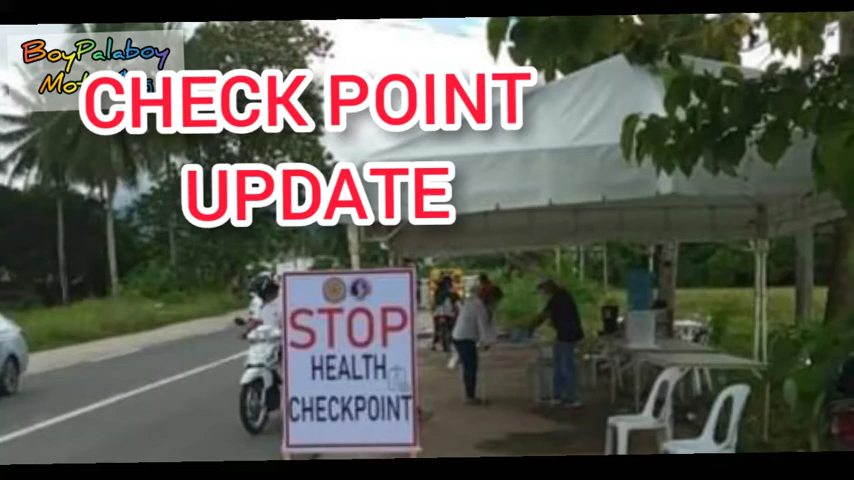 BoyPalaboy
CHECK POINT
UPDATE
STOP
HEALTH
CHECKPOINT